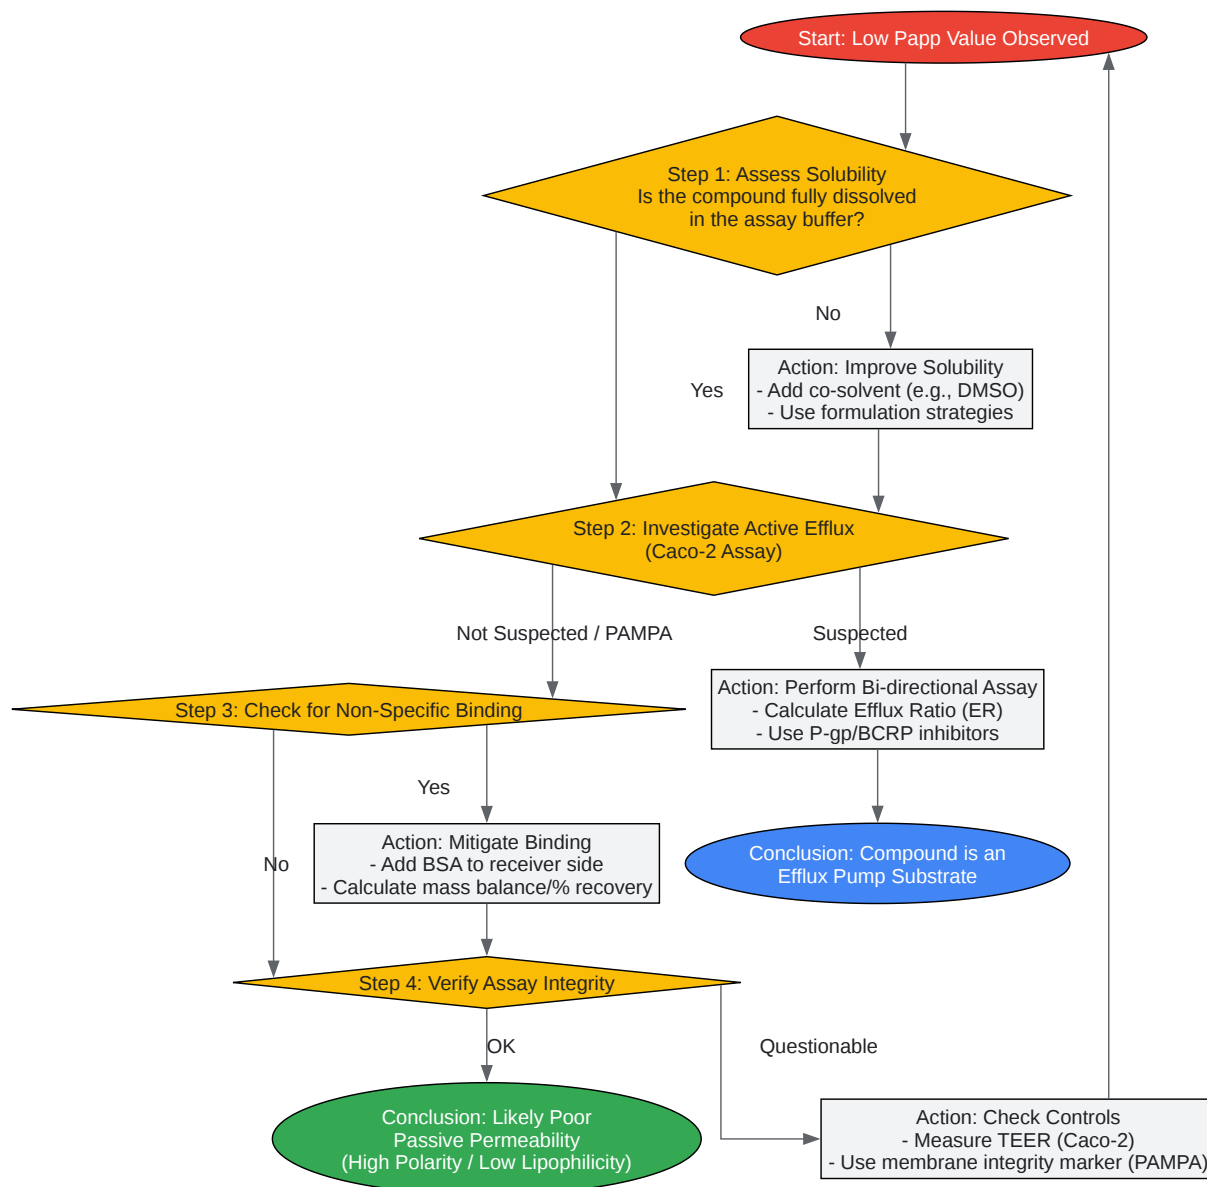 Start: Low Papp Value Observed
Step 1: Assess Solubility
Is the compound fully dissolved
in the assay buffer?
No
Yes
Action: Improve Solubility
- Add co-solvent (e.g., DMSO)
- Use formulation strategies
Step 2: Investigate Active Efflux
(Caco-2 Assay)
Not Suspected / PAMPA
Suspected
Step 3: Check for Non-Specific Binding
Action: Perform Bi-directional Assay
- Calculate Efflux Ratio (ER)
- Use P-gp/BCRP inhibitors
Yes
No
Action: Mitigate Binding
- Add BSA to receiver side
- Calculate mass balance/% recovery
Conclusion: Compound is an
Efflux Pump Substrate
Step 4: Verify Assay Integrity
OK
Questionable
Conclusion: Likely Poor
Passive Permeability
(High Polarity / Low Lipophilicity)
Action: Check Controls
- Measure TEER (Caco-2)
- Use membrane integrity marker (PAMPA)